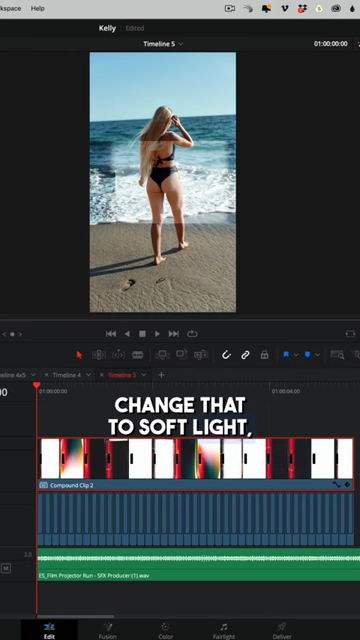 kspace Help
Kelly Edited
Timeline 5 01:00:00:00
eline 4x5 × Timeline 4 × Timeline 5
00 01:00:00:00 01:00:04:00
CHANGE THAT
TO SOFT LIGHT,
Compound Clip 2
2.0
M
ES_Film Projector Run - SFX Producer (1).wav
Edit Fusion Color Fairlight Deliver